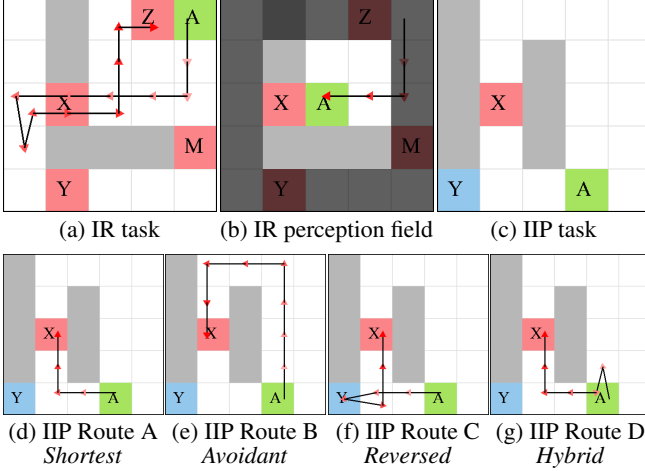 Z A
X
M
Y
(a) IR task
Z
X A
M
Y
(b) IR perception field
X
Y A
(c) IIP task
X
Y A
(d) IIP Route A
Shortest
X
Y A
(e) IIP Route B
Avoidant
X
Y A
(f) IIP Route C
Reversed
X
Y A
(g) IIP Route D
Hybrid